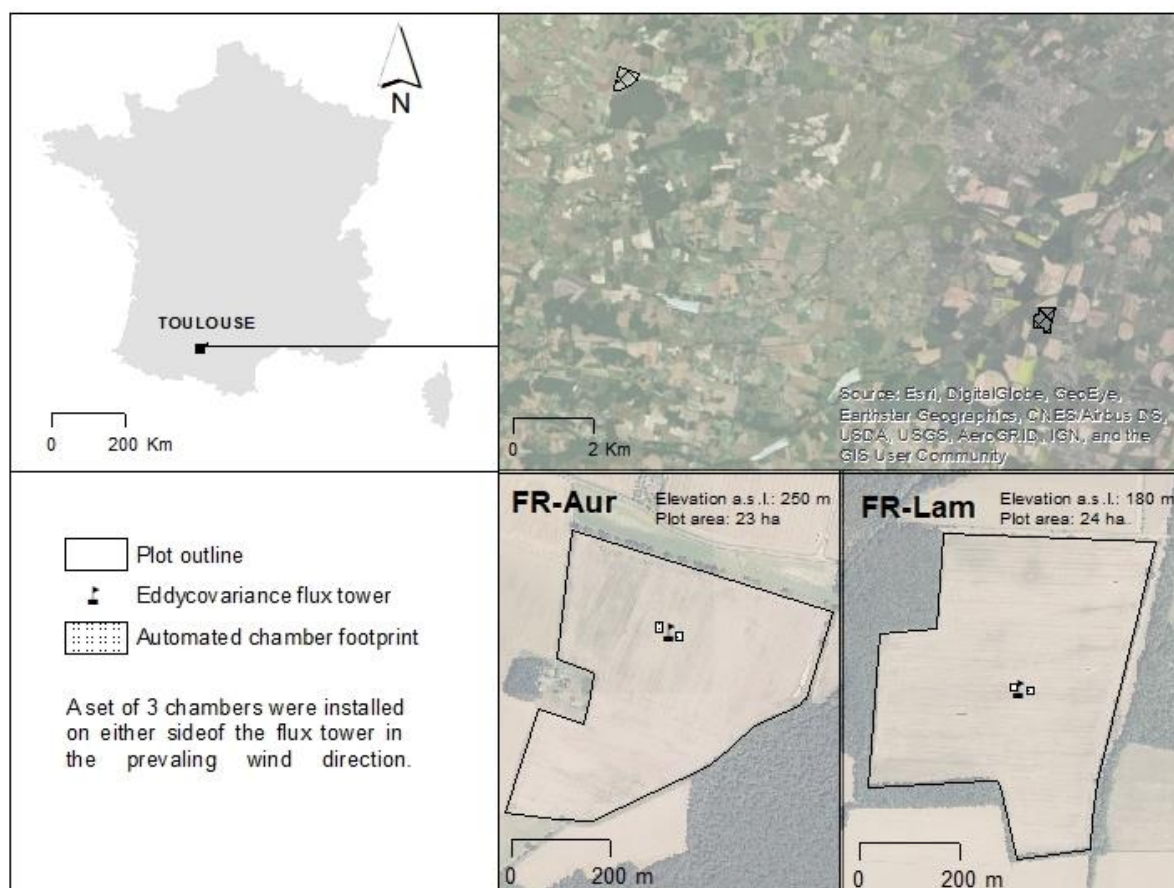 N
TOULOUSE
0 200 Km
Source: Esri, DigitalGlobe, GeoEye,
Earthstar Geographics, CNES/Airbus DS,
USDA, USGS, AeroGRID, IGN, and the
GIS User Community
0 2 Km
Plot outline
Eddycovariance flux tower
Automated chamber footprint
A set of 3 chambers were installed
on either sideof the flux tower in
the prevaling wind direction.
FR-Aur
Elevation a.s.l.: 250 m
Plot area: 23 ha
0 200 m
FR-Lam
Elevation a.s.l.: 180 m
Plot area: 24 ha
0 200 m